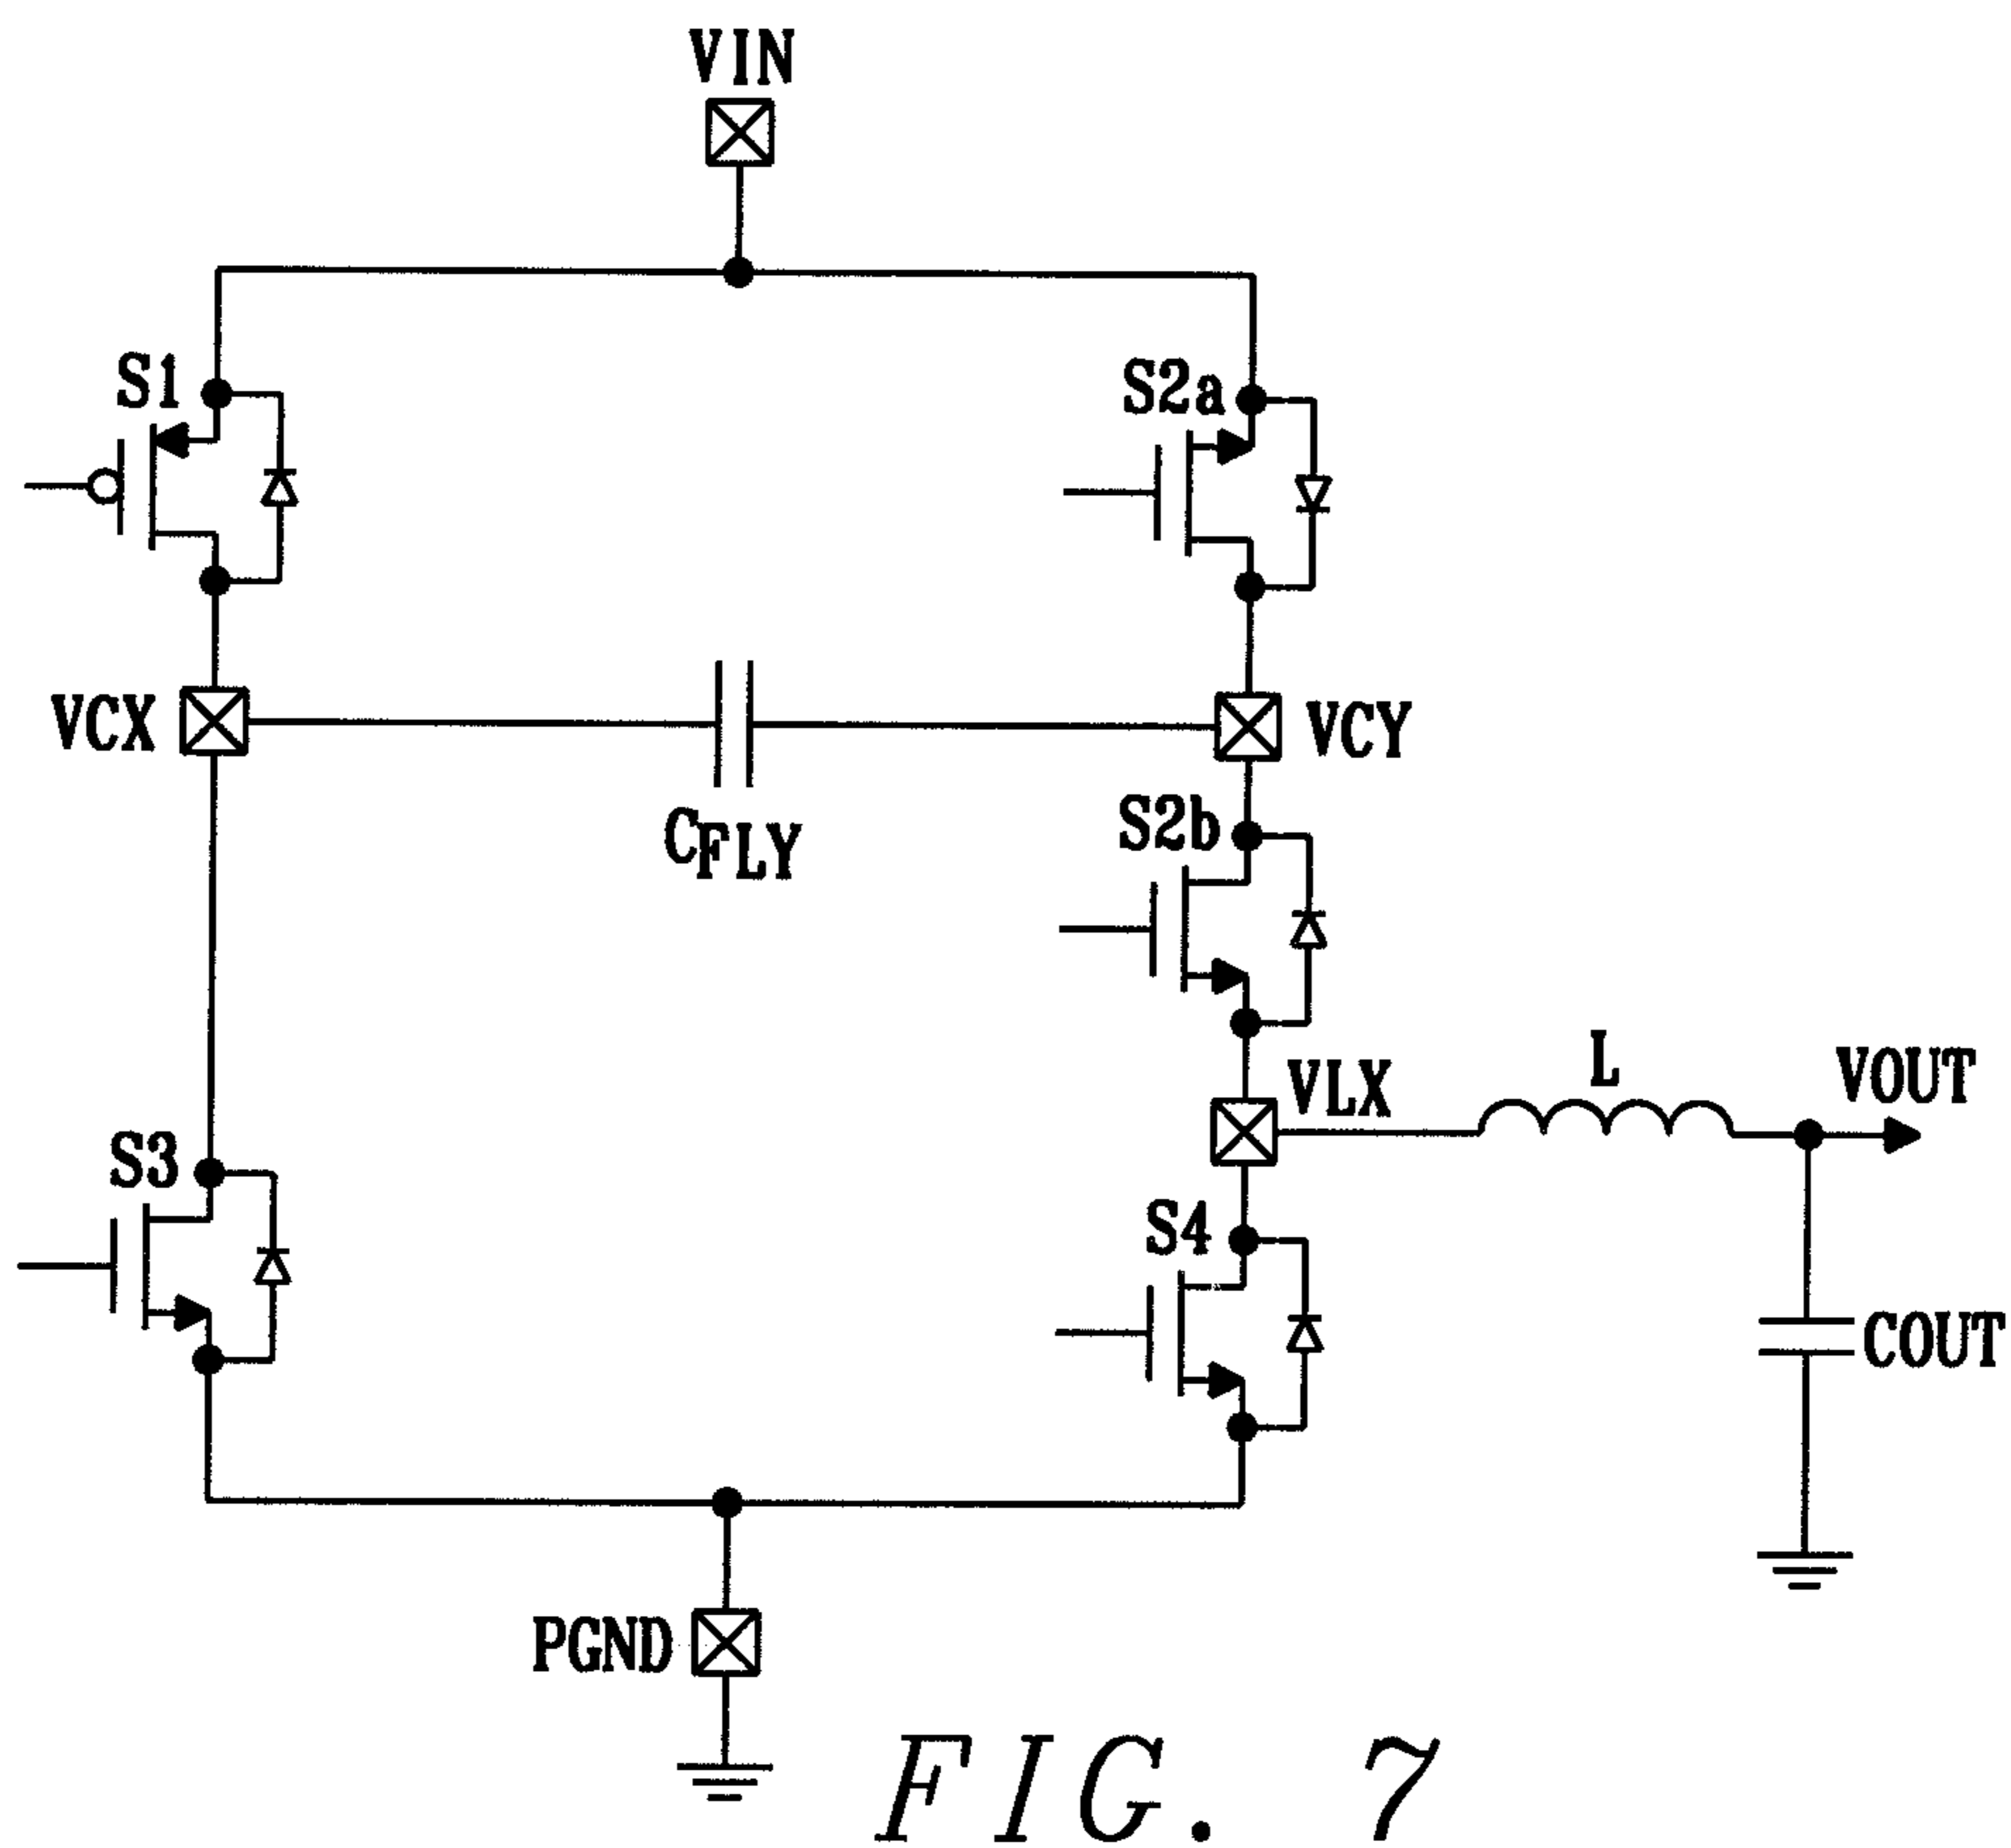 VIN
S1
S2a
VCX
VCY
CFLY
S2b
VLX
L
VOUT
S3
S4
COUT
PGND
FIG. 7